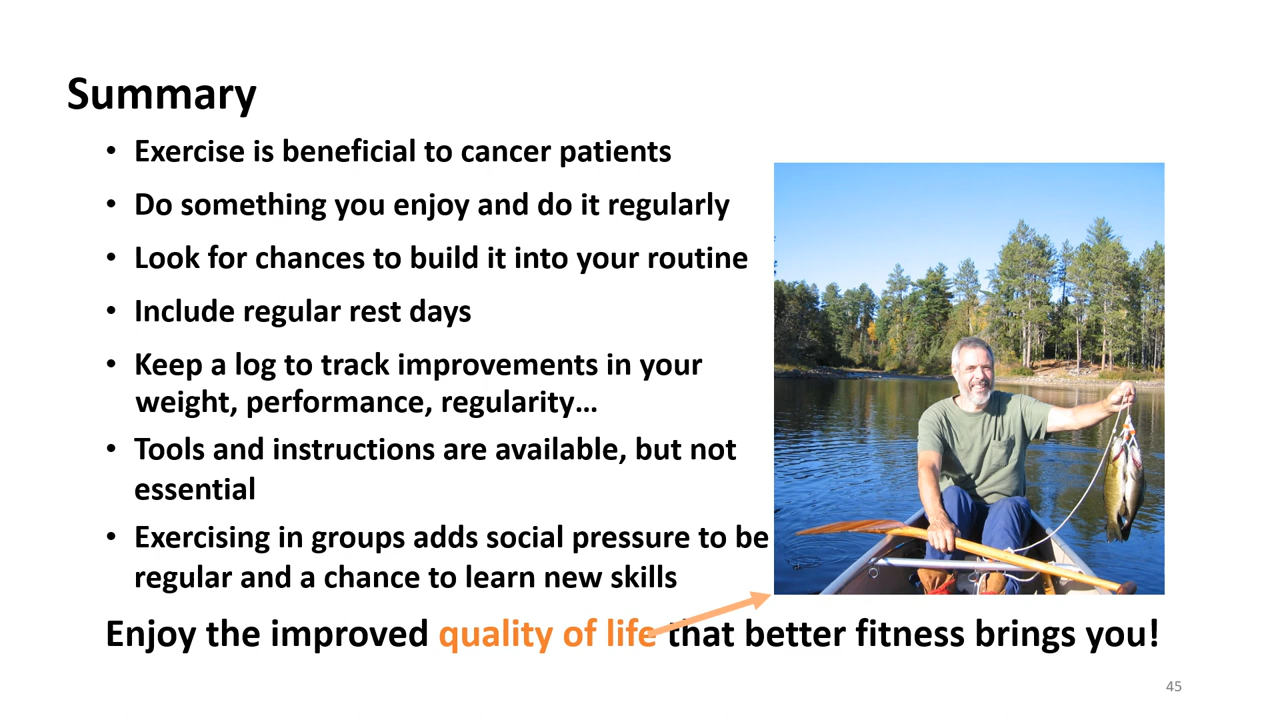 Summary
• Exercise is beneficial to cancer patients
• Do something you enjoy and do it regularly
• Look for chances to build it into your routine
• Include regular rest days
• Keep a log to track improvements in your
weight, performance, regularity…
• Tools and instructions are available, but not
essential
• Exercising in groups adds social pressure to be
regular and a chance to learn new skills
Enjoy the improved quality of life that better fitness brings you!
45